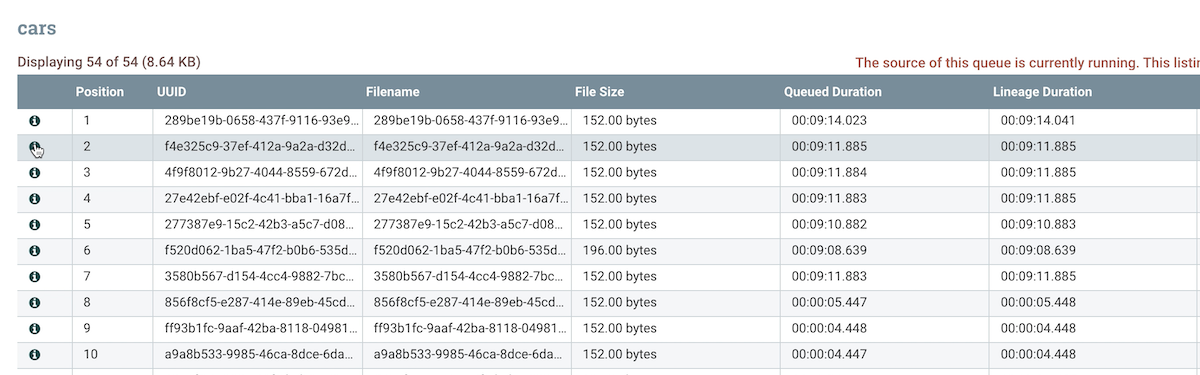 cars
Displaying 54 of 54 (8.64 KB) The source of this queue is currently running. This
Position UUID Filename File Size Queued Duration Lineage Duration
1 289be19b-0658-437f-9116-93e9... 289be19b-0658-437f-9116-93e9... 152.00 bytes 00:09:14.023 00:09:14.041
2 f4e325c9-37ef-412a-9a2a-d32d... f4e325c9-37ef-412a-9a2a-d32d... 152.00 bytes 00:09:11.885 00:09:11.885
3 4f9f8012-9b27-4044-8559-672d... 4f9f8012-9b27-4044-8559-672d... 152.00 bytes 00:09:11.884 00:09:11.885
4 27e42ebf-e02f-4c41-bba1-16a7f... 27e42ebf-e02f-4c41-bba1-16a7f... 152.00 bytes 00:09:11.883 00:09:11.885
5 277387e9-15c2-42b3-a5c7-d08... 277387e9-15c2-42b3-a5c7-d08... 152.00 bytes 00:09:10.882 00:09:10.883
6 f520d062-1ba5-47f2-b0b6-535d... f520d062-1ba5-47f2-b0b6-535d... 196.00 bytes 00:09:08.639 00:09:08.639
7 3580b567-d154-4cc4-9882-7bc... 3580b567-d154-4cc4-9882-7bc... 152.00 bytes 00:09:11.883 00:09:11.885
8 856f8cf5-e287-414e-89eb-45cd... 856f8cf5-e287-414e-89eb-45cd... 152.00 bytes 00:00:05.447 00:00:05.448
9 ff93b1fc-9aaf-42ba-8118-04981... ff93b1fc-9aaf-42ba-8118-04981... 152.00 bytes 00:00:04.448 00:00:04.448
10 a9a8b533-9985-46ca-8dce-6da... a9a8b533-9985-46ca-8dce-6da... 152.00 bytes 00:00:04.447 00:00:04.448